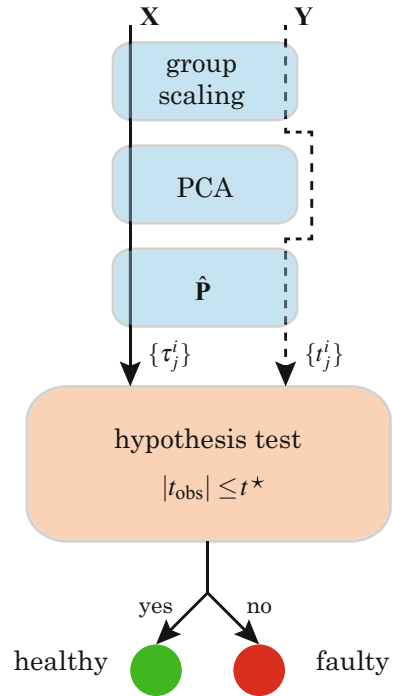 X Y
group
scaling
PCA
P̂
{τ_j^i} {t_j^i}
hypothesis test
|t_obs| ≤ t⋆
yes no
healthy faulty